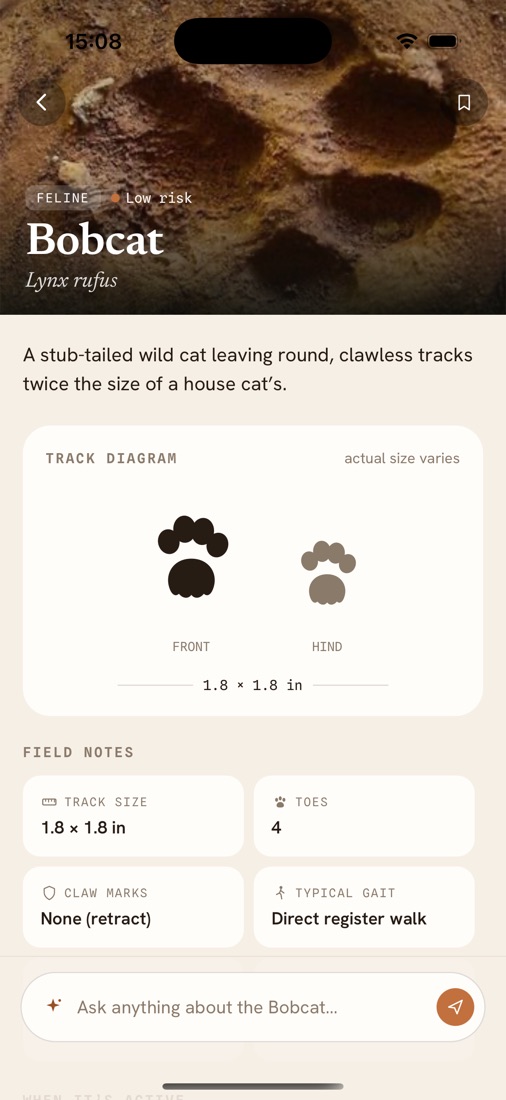 15:08
FELINE
Low risk
Bobcat
Lynx rufus
A stub-tailed wild cat leaving round, clawless tracks
twice the size of a house cat’s.
TRACK DIAGRAM
actual size varies
FRONT
HIND
1.8 × 1.8 in
FIELD NOTES
TRACK SIZE
1.8 × 1.8 in
TOES
4
CLAW MARKS
None (retract)
TYPICAL GAIT
Direct register walk
Ask anything about the Bobcat...
WHEN IT'S ACTIVE